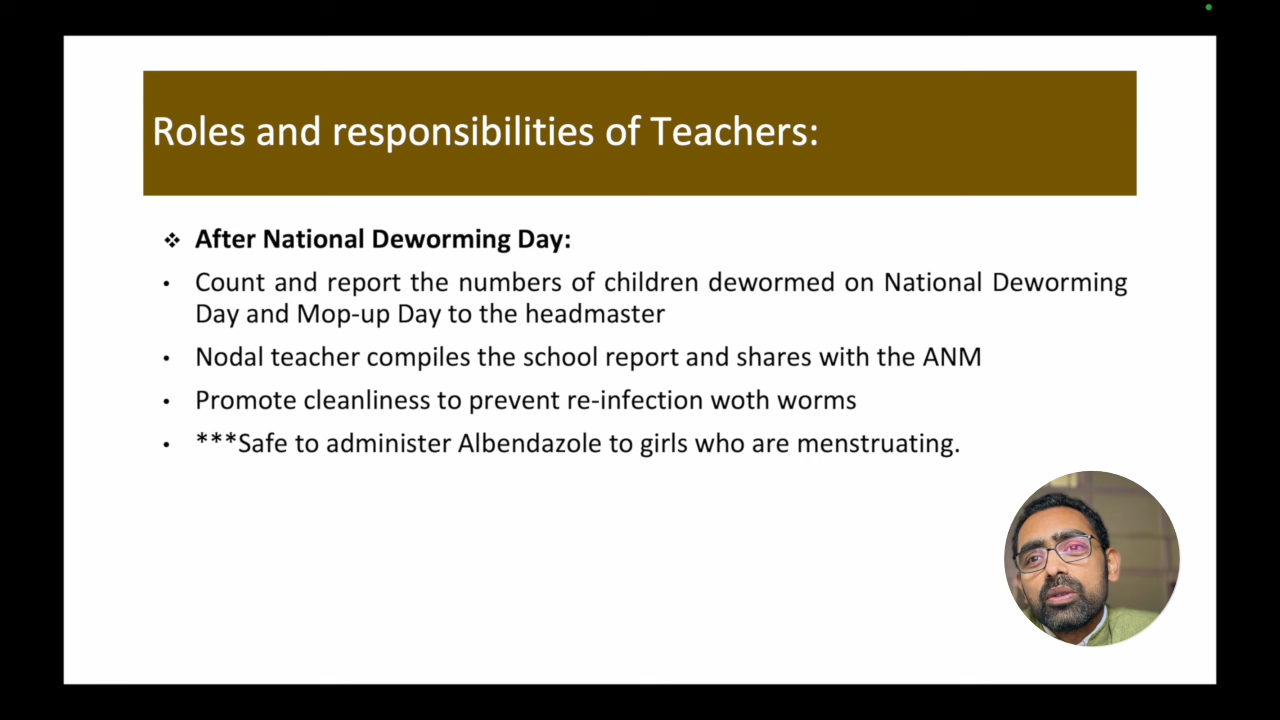 Roles and responsibilities of Teachers:
❖ After National Deworming Day:
• Count and report the numbers of children dewormed on National Deworming
Day and Mop-up Day to the headmaster
• Nodal teacher compiles the school report and shares with the ANM
• Promote cleanliness to prevent re-infection woth worms
• ***Safe to administer Albendazole to girls who are menstruating.